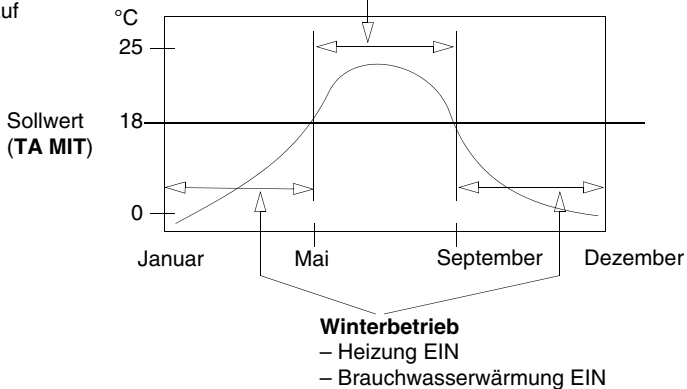 uf
°C
25
Sollwert
(TA MIT)
18
0
Januar Mai September Dezember
Winterbetrieb
– Heizung EIN
– Brauchwasserwärmung EIN